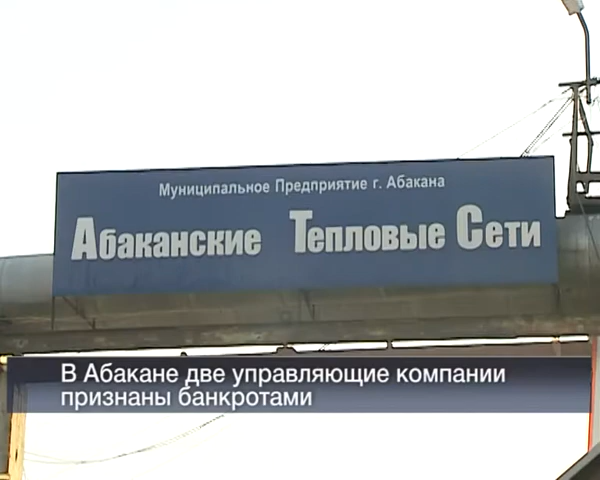 Муниципальное Предприятие г. Абакана
Абаканские Тепловые Сети
В Абакане две управляющие компании
признаны банкротами